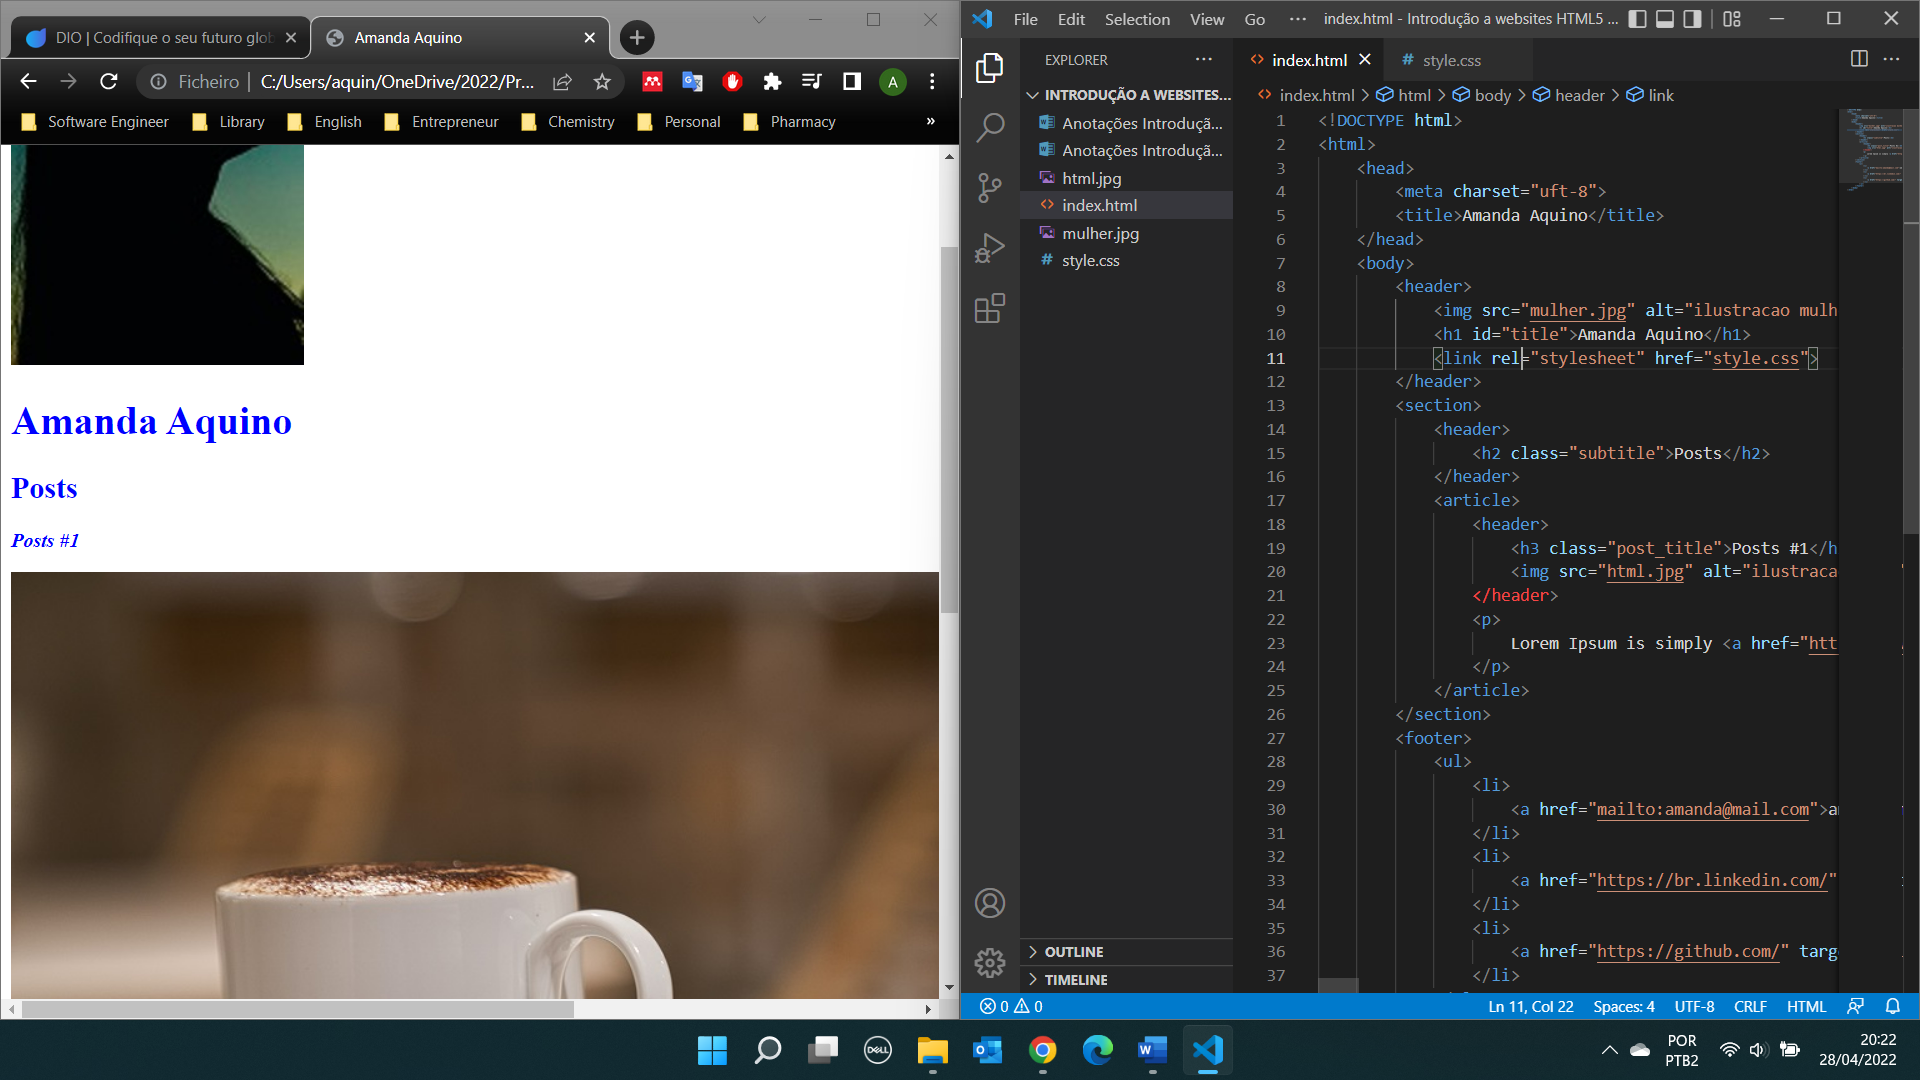 DIO | Codifique o seu futuro glob
Amanda Aquino
Ficheiro
C:/Users/aquin/OneDrive/2022/Pr...
A
Software Engineer
Library
English
Entrepreneur
Chemistry
Personal
Pharmacy
»
Amanda Aquino
Posts
Posts #1
File Edit Selection View Go ··· index.html - Introdução a websites HTML5 ...
EXPLORER
INTRODUÇÃO A WEBSITES...
Anotações Introduçã...
Anotações Introduçã...
html.jpg
index.html
mulher.jpg
style.css
OUTLINE
TIMELINE
index.html
style.css
index.html > html > body > header > link
1 <!DOCTYPE html>
2 <html>
3 <head>
4 <meta charset="uft-8">
5 <title>Amanda Aquino</title>
6 </head>
7 <body>
8 <header>
9 <img src="mulher.jpg" alt="ilustracao mulh
10 <h1 id="title">Amanda Aquino</h1>
11 <link rel="stylesheet" href="style.css">
12 </header>
13 <section>
14 <header>
15 <h2 class="subtitle">Posts</h2>
16 </header>
17 <article>
18 <header>
19 <h3 class="post_title">Posts #1</h
20 <img src="html.jpg" alt="ilustraca
21 </header>
22 <p>
23 Lorem Ipsum is simply <a href="htt
24 </p>
25 </article>
26 </section>
27 <footer>
28 <ul>
29 <li>
30 <a href="mailto:amanda@mail.com">a
31 </li>
32 <li>
33 <a href="https://br.linkedin.com/"
34 </li>
35 <li>
36 <a href="https://github.com/" targ
37 </li>
0 0
Ln 11, Col 22 Spaces: 4 UTF-8 CRLF HTML
DELL
POR
PTB2
20:22
28/04/2022